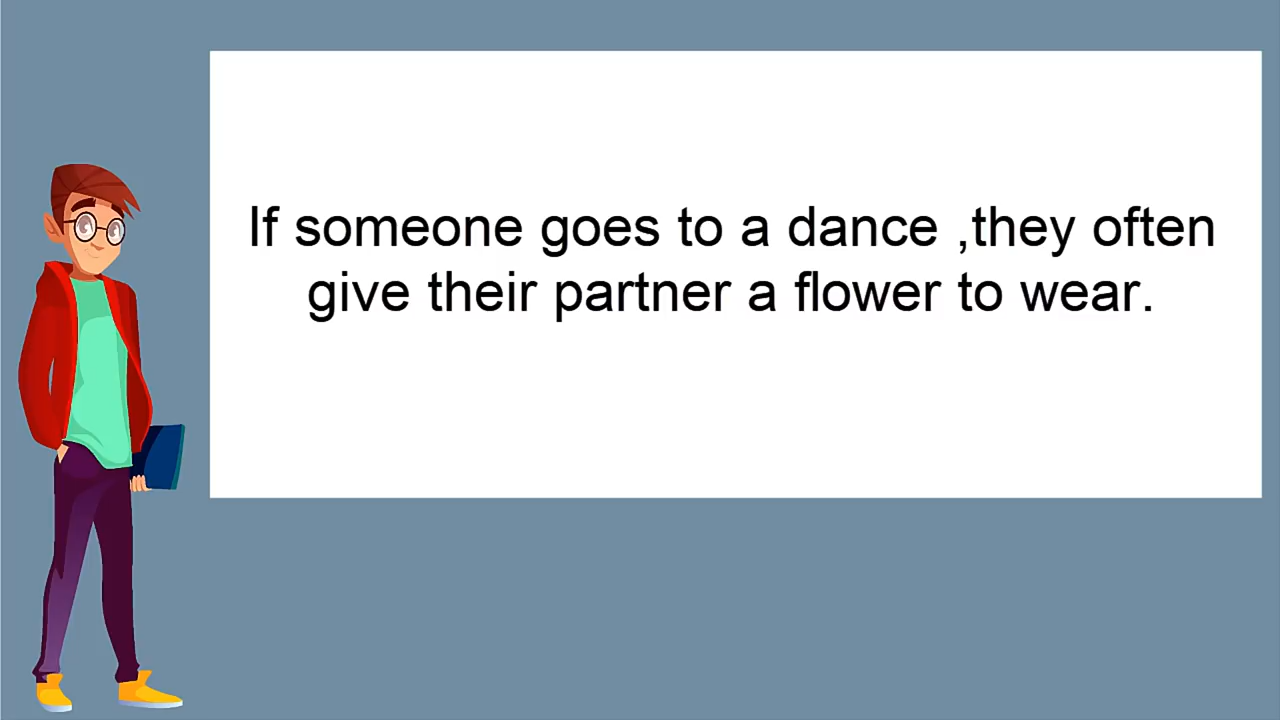 If someone goes to a dance ,they often
give their partner a flower to wear.